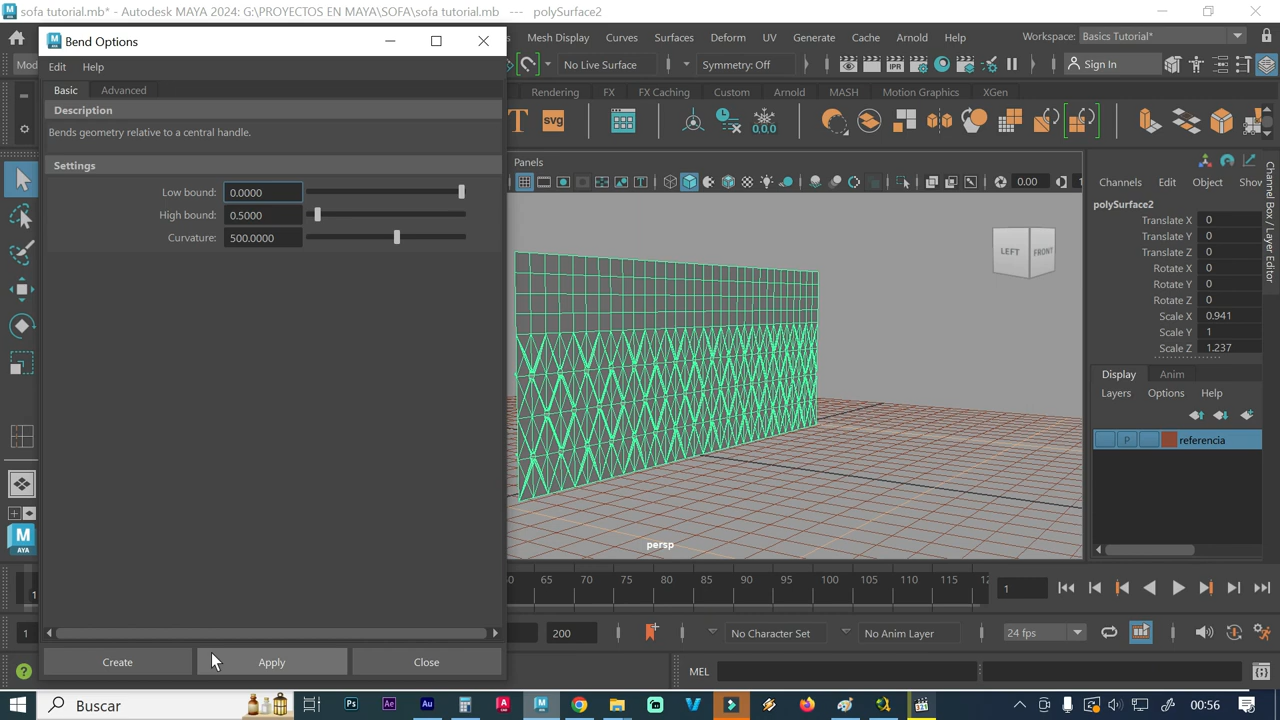 sofa tutorial.mb* - Autodesk MAYA 2024: G:\PROYECTOS EN MAYA\SOFA\sofa tutorial.mb --- polySurface2
Bend Options
Mesh Display Curves Surfaces Deform UV Generate Cache Arnold Help Workspace: Basics Tutorial*
Edit Help
Mod
No Live Surface Symmetry: Off IPR Sign In
Basic Advanced
Rendering FX FX Caching Custom Arnold MASH Motion Graphics XGen
Description
T svg 0,0,0
Bends geometry relative to a central handle.
Settings
Panels
0.00
Channels Edit Object Show
Low bound: 0.0000
High bound: 0.5000
Curvature: 500.0000
polySurface2
Translate X 0
Translate Y 0
Translate Z 0
Rotate X 0
Rotate Y 0
Rotate Z 0
Scale X 0.941
Scale Y 1
Scale Z 1.237
LEFT FRONT
Channel Box / Layer Editor
Display Anim
Layers Options Help
P referencia
persp
M
AYA
65 70 75 80 85 90 95 100 105 110 115
1
1 200 No Character Set No Anim Layer 24 fps
Create Apply Close
MEL
Buscar
00:56